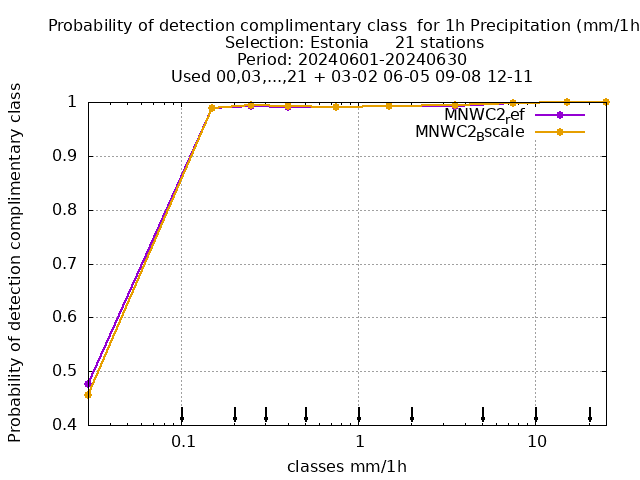 Probability of detection complimentary class  for 1h Precipitation (mm/1h
Selection: Estonia     21 stations
Period: 20240601-20240630
Used 00,03,...,21 + 03-02 06-05 09-08 12-11
Probability of detection complimentary class
1
0.9
0.8
0.7
0.6
0.5
0.4
MNWC2ref
MNWC2Bscale
0.1
1
10
classes mm/1h